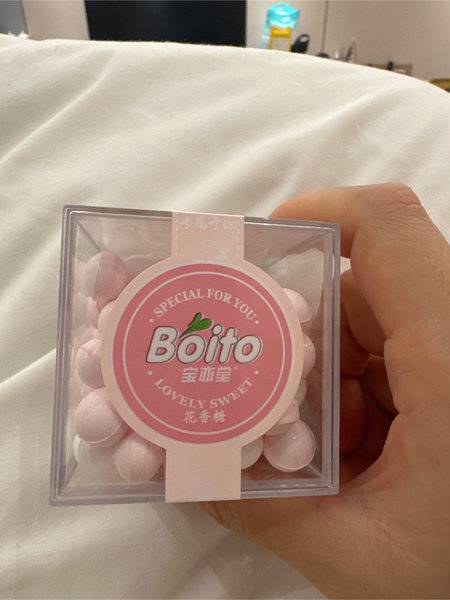 SPECIAL FOR YOU
Boito
宝亦堂®
LOVELY SWEET
花香糖